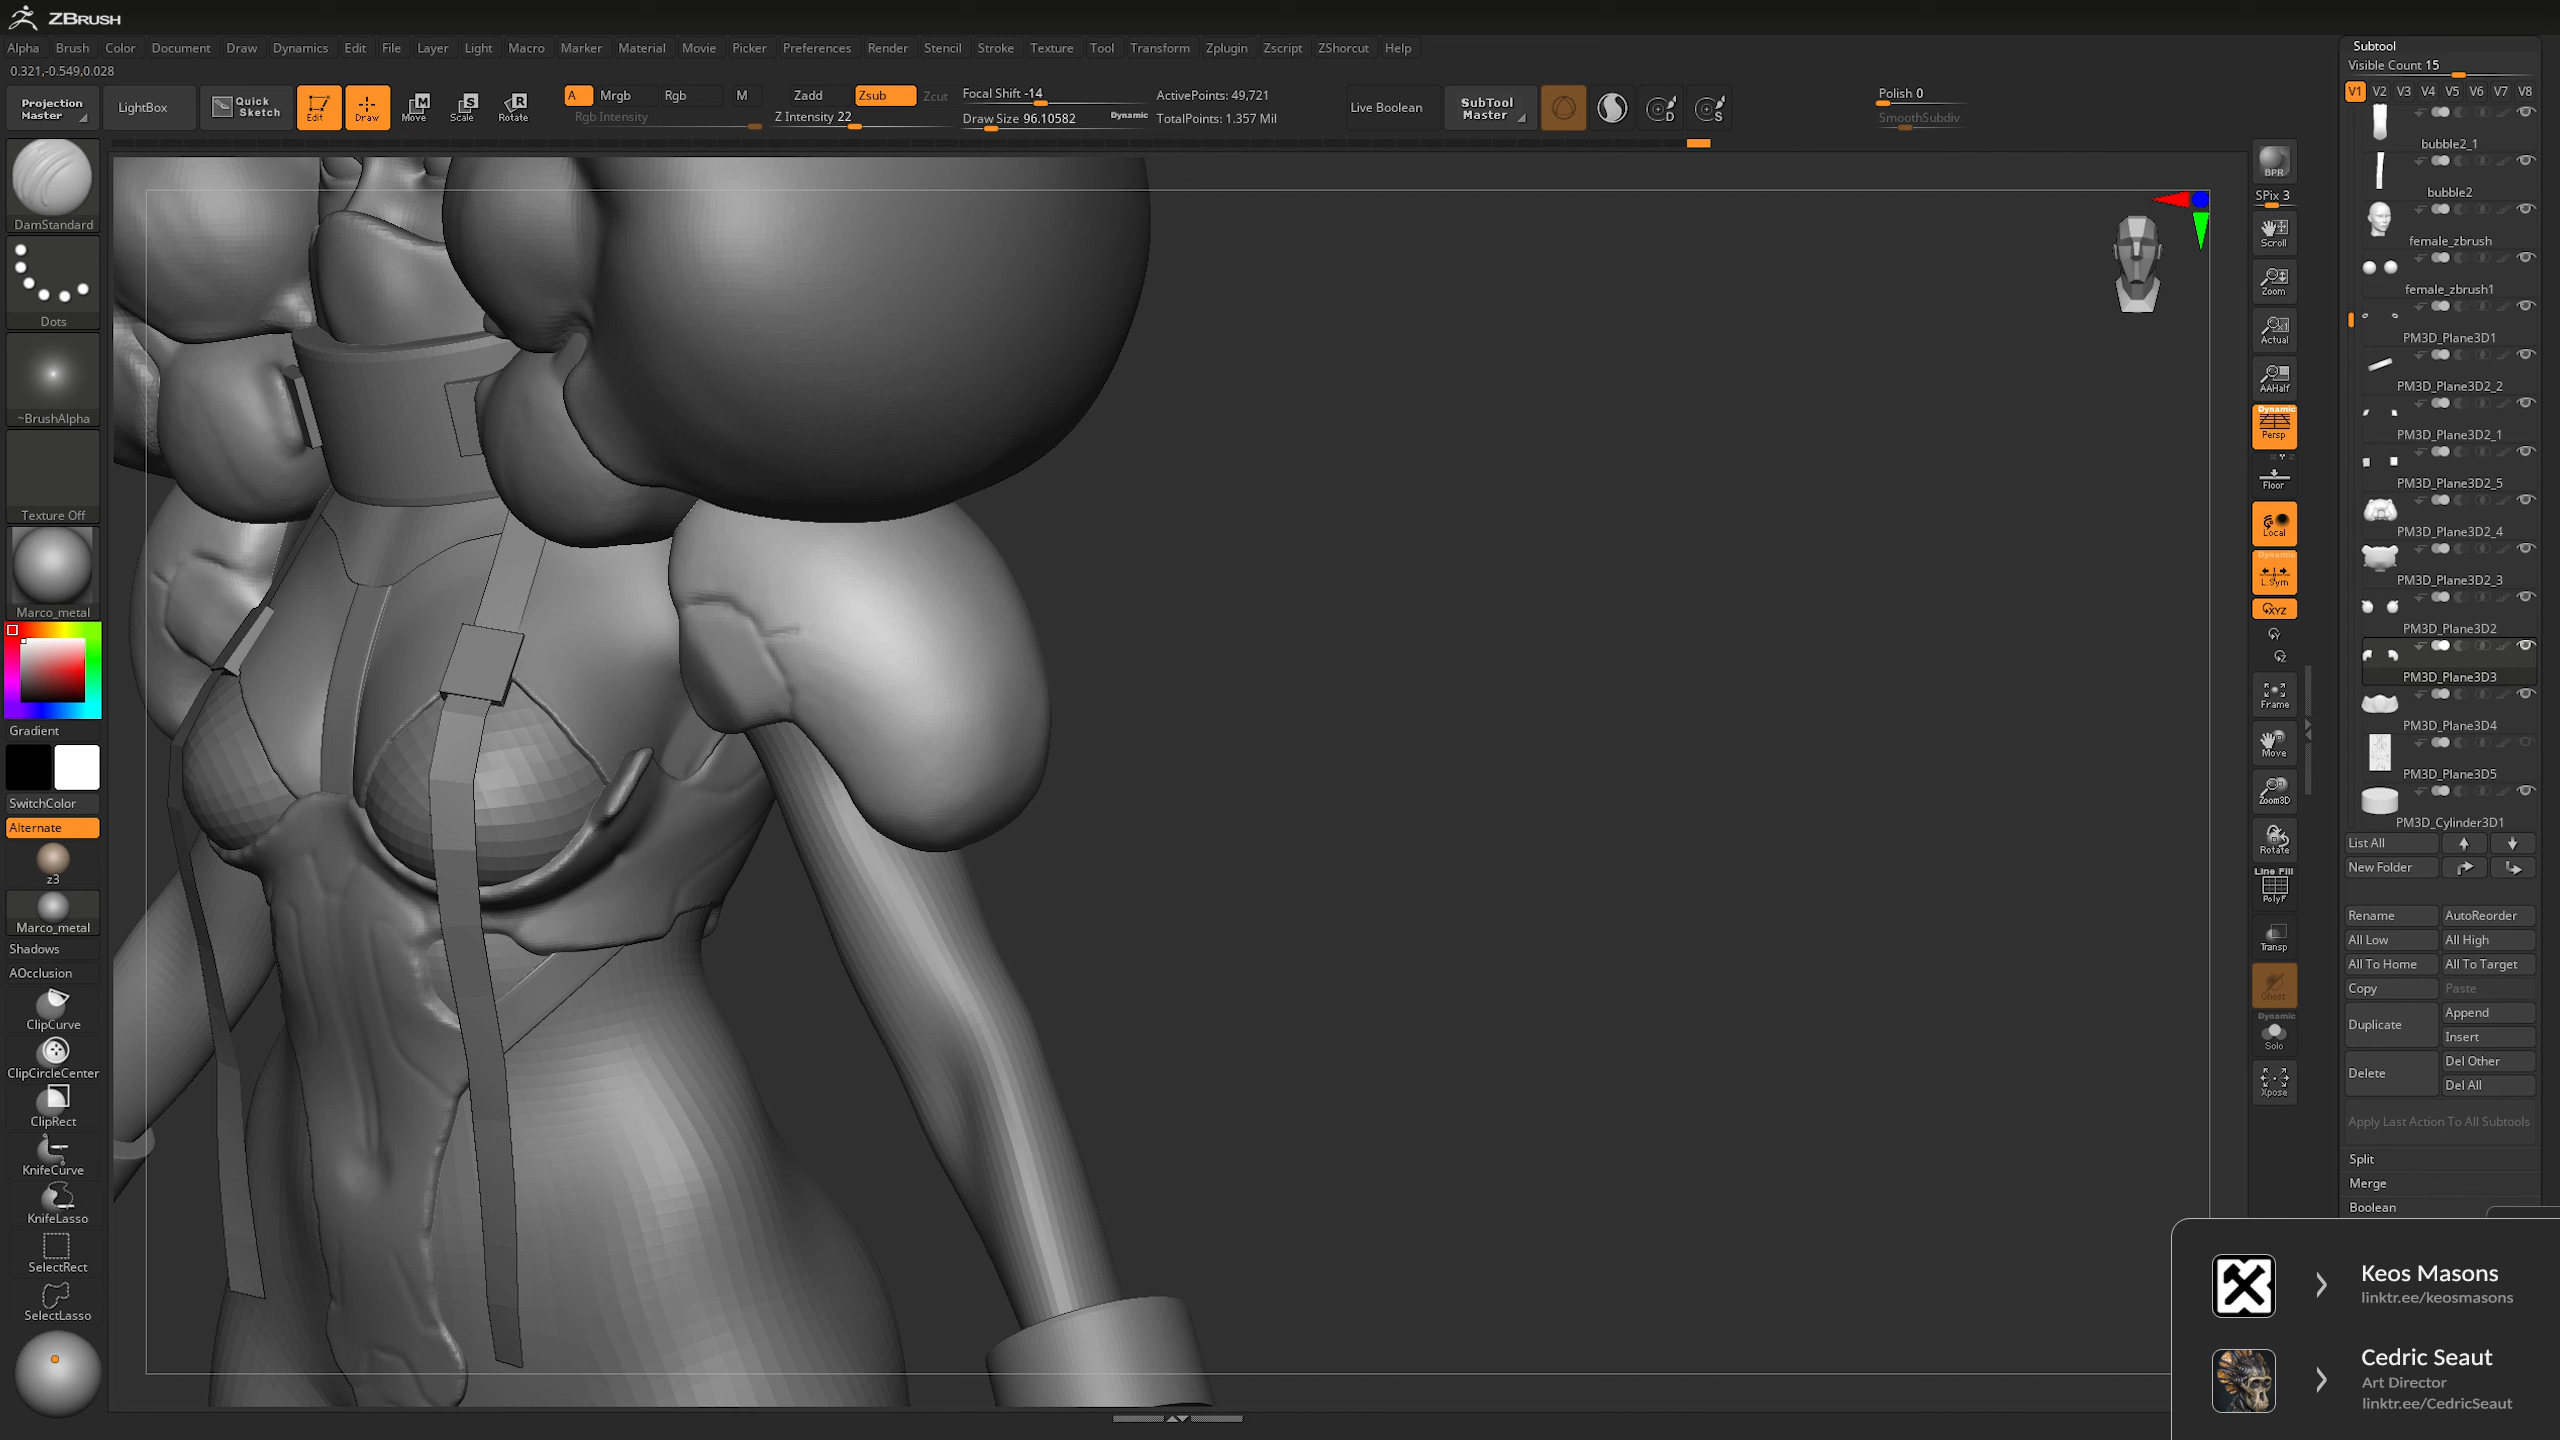 ZBRUSH
Alpha Brush Color Document Draw Dynamics Edit File Layer Light Macro Marker Material Movie Picker Preferences Render Stencil Stroke Texture Tool Transform Zplugin Zscript ZShorcut Help
0.321,-0.549,0.028
Projection Master
LightBox
Quick Sketch
Edit
Draw
Move
Scale
Rotate
A Mrgb Rgb M
Rgb Intensity
Zadd Zsub Zcut
Z Intensity 22
Focal Shift -14
Draw Size 96.10582 Dynamic
ActivePoints: 49,721
TotalPoints: 1.357 Mil
Live Boolean
SubTool Master
Polish 0
SmoothSubdiv
DamStandard
Dots
~BrushAlpha
Texture Off
Marco_metal
Gradient
SwitchColor
Alternate
z3
Marco_metal
Shadows
AOcclusion
ClipCurve
ClipCircleCenter
ClipRect
KnifeCurve
KnifeLasso
SelectRect
SelectLasso
BPR
SPix 3
Scroll
Zoom
Actual
AAHalf
Dynamic
Persp
Floor
Local
Dynamic
L.Sym
XYZ
Frame
Move
Zoom3D
Rotate
Line Fill
PolyF
Transp
Ghost
Dynamic
Solo
Xpose
Subtool
Visible Count 15
V1 V2 V3 V4 V5 V6 V7 V8
bubble2_1
bubble2
female_zbrush
female_zbrush1
PM3D_Plane3D1
PM3D_Plane3D2_2
PM3D_Plane3D2_1
PM3D_Plane3D2_5
PM3D_Plane3D2_4
PM3D_Plane3D2_3
PM3D_Plane3D2
PM3D_Plane3D3
PM3D_Plane3D4
PM3D_Plane3D5
PM3D_Cylinder3D1
List All
New Folder
Rename AutoReorder
All Low All High
All To Home All To Target
Copy Paste
Duplicate Append
Insert
Delete Del Other
Del All
Apply Last Action To All Subtools
Split
Merge
Boolean
Keos Masons
linktr.ee/keosmasons
Cedric Seaut
Art Director
linktr.ee/CedricSeaut